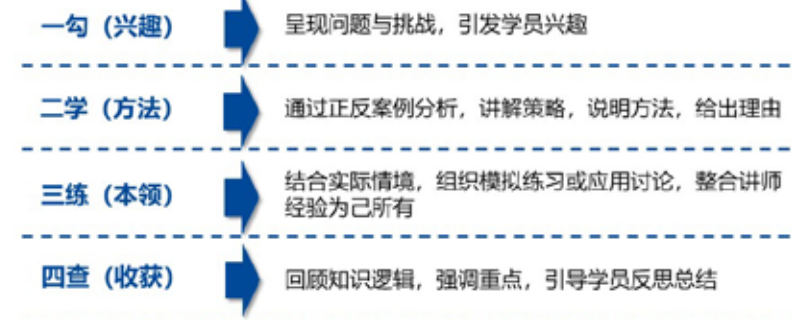 一勾（兴趣）
呈现问题与挑战，引发学员兴趣
二学（方法）
通过正反案例分析，讲解策略，说明方法，给出理由
三练（本领）
结合实际情境，组织模拟练习或应用讨论，整合讲师
经验为己所有
四查（收获）
回顾知识逻辑，强调重点，引导学员反思总结